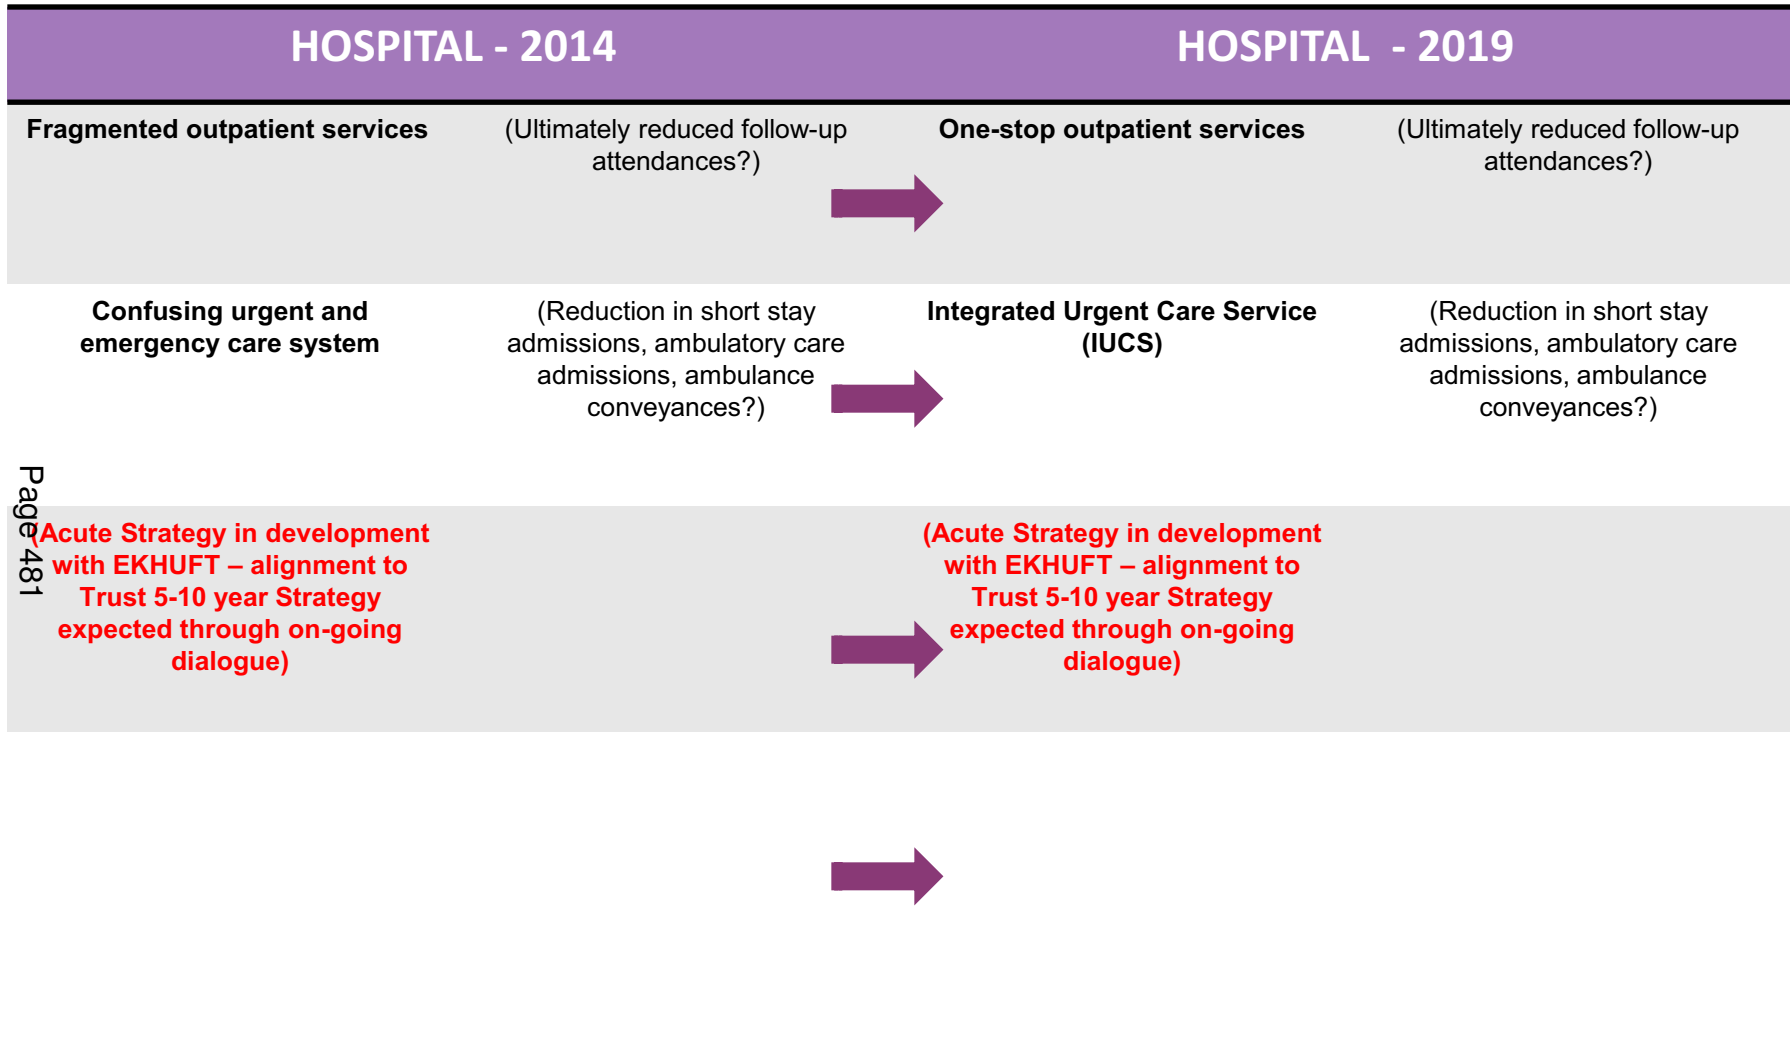 HOSPITAL - 2014
HOSPITAL - 2019
Fragmented outpatient services
(Ultimately reduced follow-up
attendances?)
One-stop outpatient services
(Ultimately reduced follow-up
attendances?)
Confusing urgent and
emergency care system
(Reduction in short stay
admissions, ambulatory care
admissions, ambulance
conveyances?)
Integrated Urgent Care Service
(IUCS)
(Reduction in short stay
admissions, ambulatory care
admissions, ambulance
conveyances?)
(Acute Strategy in development
with EKHUFT – alignment to
Trust 5-10 year Strategy
expected through on-going
dialogue)
(Acute Strategy in development
with EKHUFT – alignment to
Trust 5-10 year Strategy
expected through on-going
dialogue)
Page 481